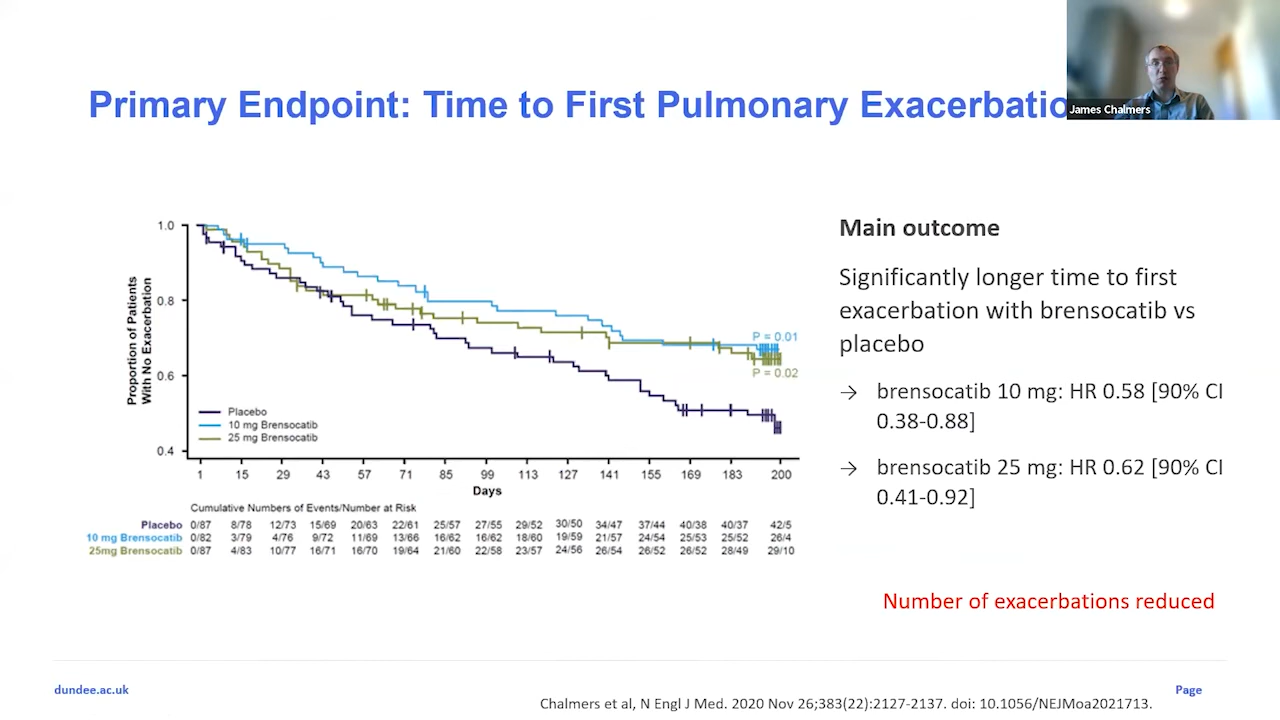 James Chalmers
Primary Endpoint: Time to First Pulmonary Exacerbatio
Proportion of Patients
With No Exacerbation
1.0
0.8
0.6
0.4
P = 0.01
P = 0.02
Placebo
10 mg Brensocatib
25 mg Brensocatib
1 15 29 43 57 71 85 99 113 127 141 155 169 183 200
Days
Cumulative Numbers of Events/Number at Risk
Placebo 0/87 8/78 12/73 15/69 20/63 22/61 25/57 27/55 29/52 30/50 34/47 37/44 40/38 40/37 42/5
10 mg Brensocatib 0/82 3/79 4/76 9/72 11/69 13/66 16/62 16/62 18/60 19/59 21/57 24/54 25/53 25/52 26/4
25mg Brensocatib 0/87 4/83 10/77 16/71 16/70 19/64 21/60 22/58 23/57 24/56 26/54 26/52 26/52 28/49 29/10
Main outcome
Significantly longer time to first
exacerbation with brensocatib vs
placebo
→ brensocatib 10 mg: HR 0.58 [90% CI
0.38-0.88]
→ brensocatib 25 mg: HR 0.62 [90% CI
0.41-0.92]
Number of exacerbations reduced
dundee.ac.uk
Page
Chalmers et al, N Engl J Med. 2020 Nov 26;383(22):2127-2137. doi: 10.1056/NEJMoa2021713.